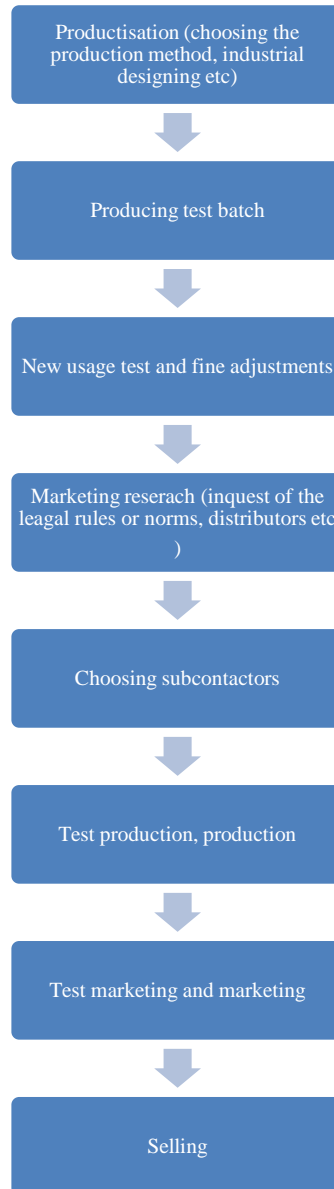 Productisation (choosing the
production method, industrial
designing etc)
Producing test batch
New usage test and fine adjustments
Marketing reserach (inquest of the
leagal rules or norms, distributors etc
)
Choosing subcontactors
Test production, production
Test marketing and marketing
Selling